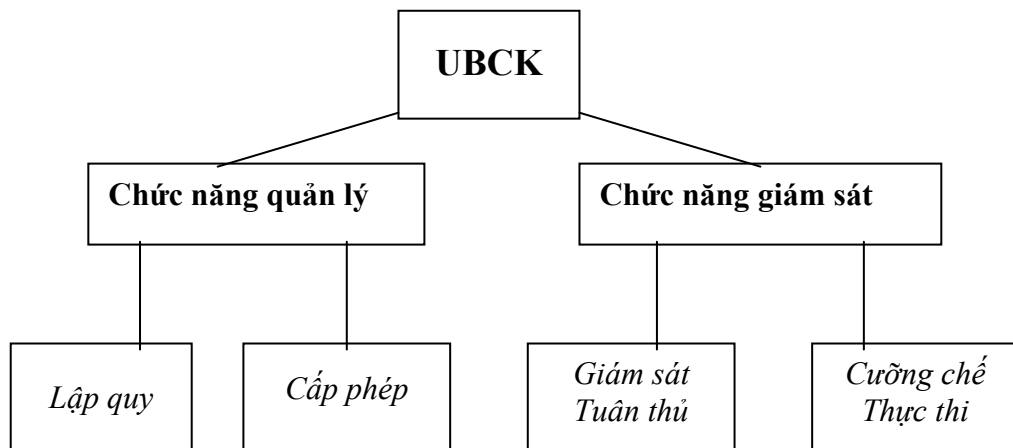 UBCK
Chức năng quản lý
Chức năng giám sát
Lập quy
Cấp phép
Giám sát
Tuân thủ
Cưỡng chế
Thực thi